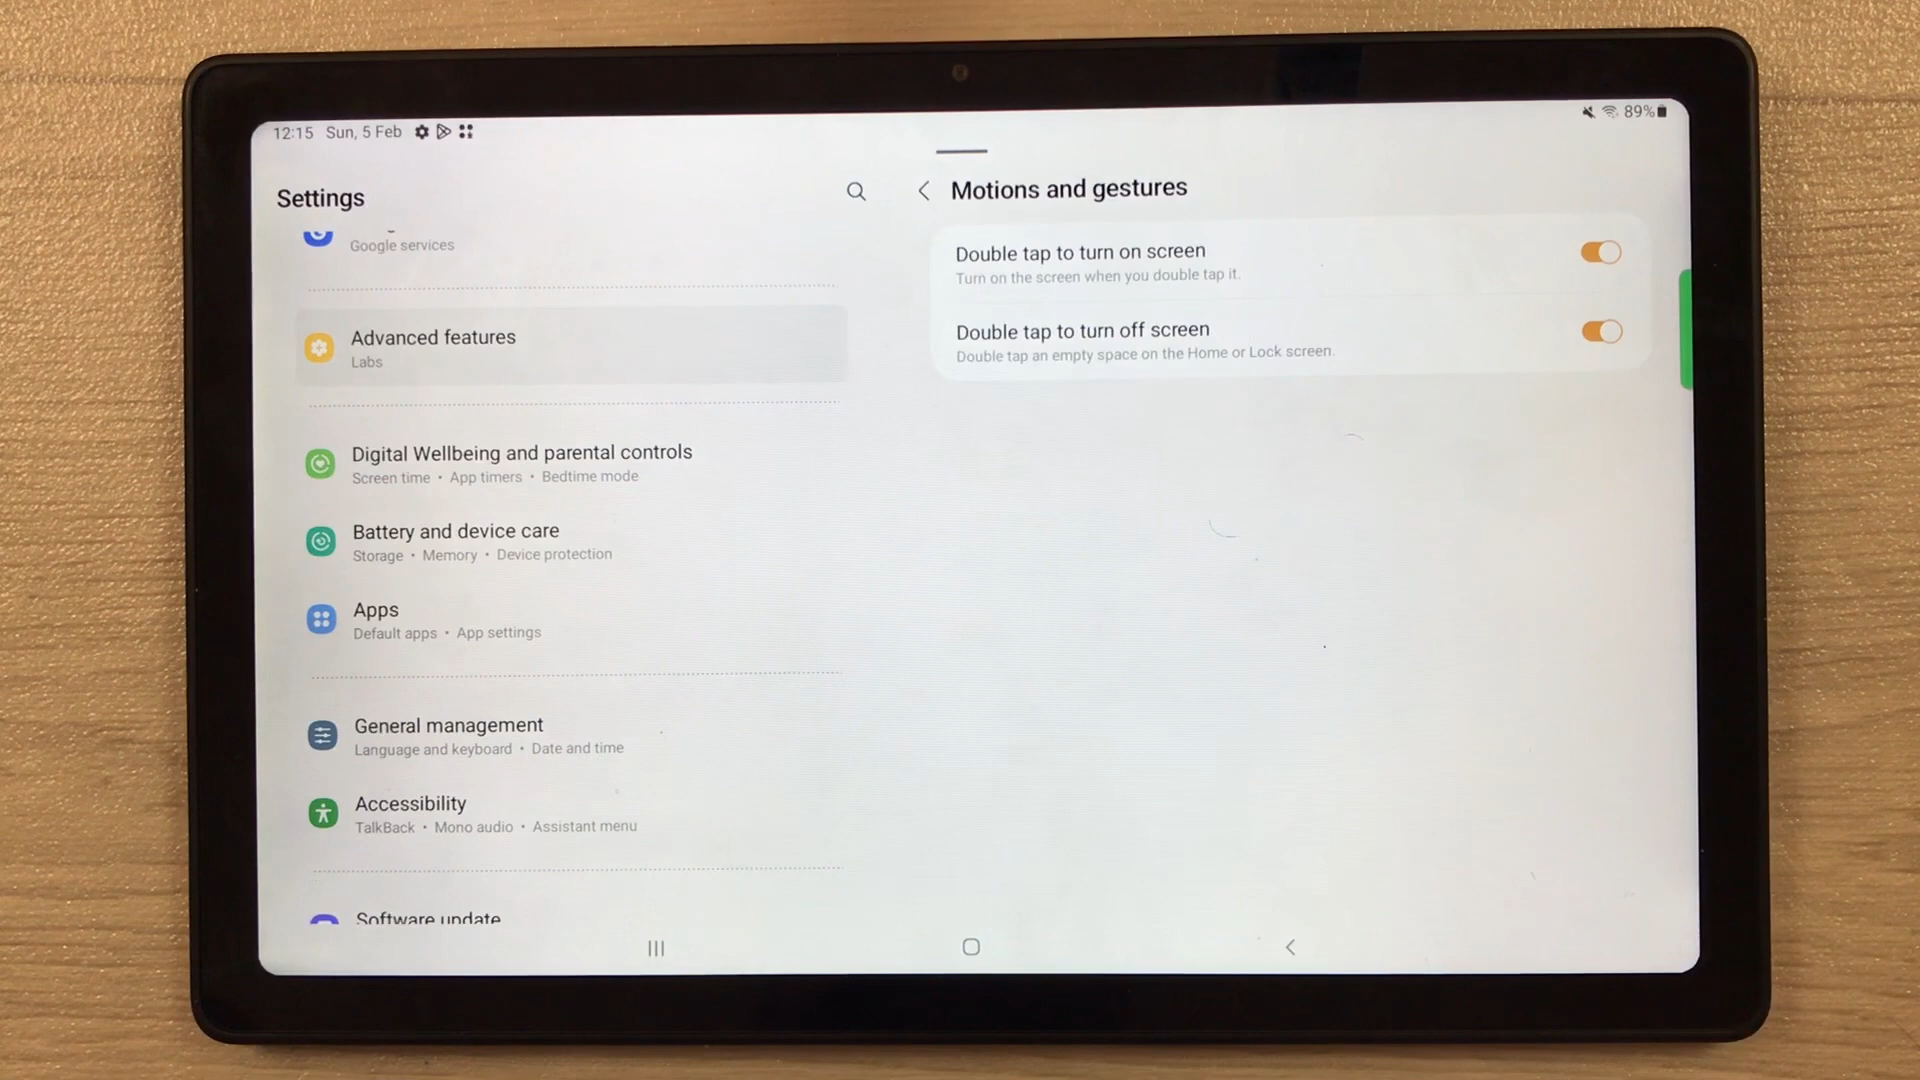 12:15 Sun, 5 Feb
89%
Settings
Google services
Advanced features
Labs
Digital Wellbeing and parental controls
Screen time • App timers • Bedtime mode
Battery and device care
Storage • Memory • Device protection
Apps
Default apps • App settings
General management
Language and keyboard • Date and time
Accessibility
TalkBack • Mono audio • Assistant menu
Software update
Motions and gestures
Double tap to turn on screen
Turn on the screen when you double tap it.
Double tap to turn off screen
Double tap an empty space on the Home or Lock screen.